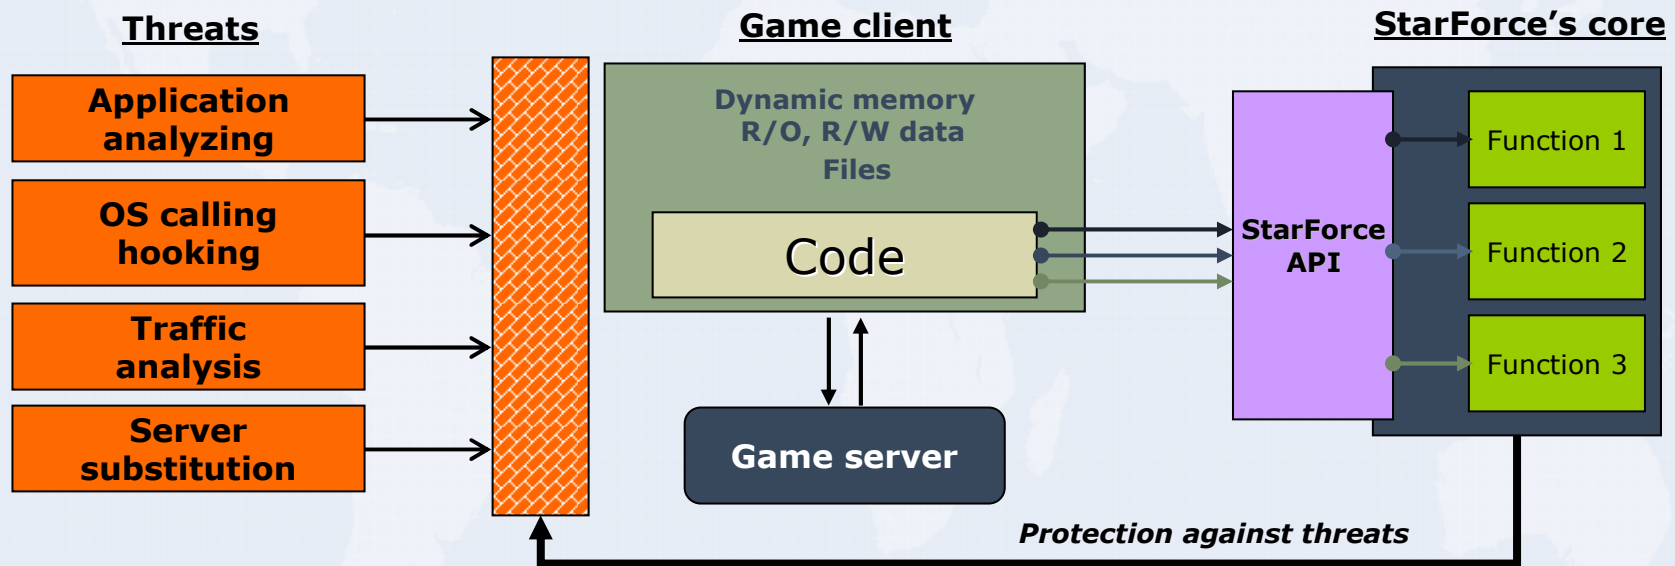 Threats
Application
analyzing
OS calling
hooking
Traffic
analysis
Server
substitution
Game client
Dynamic memory
R/O, R/W data
Files
Code
Game server
StarForce's core
StarForce
API
Function 1
Function 2
Function 3
Protection against threats